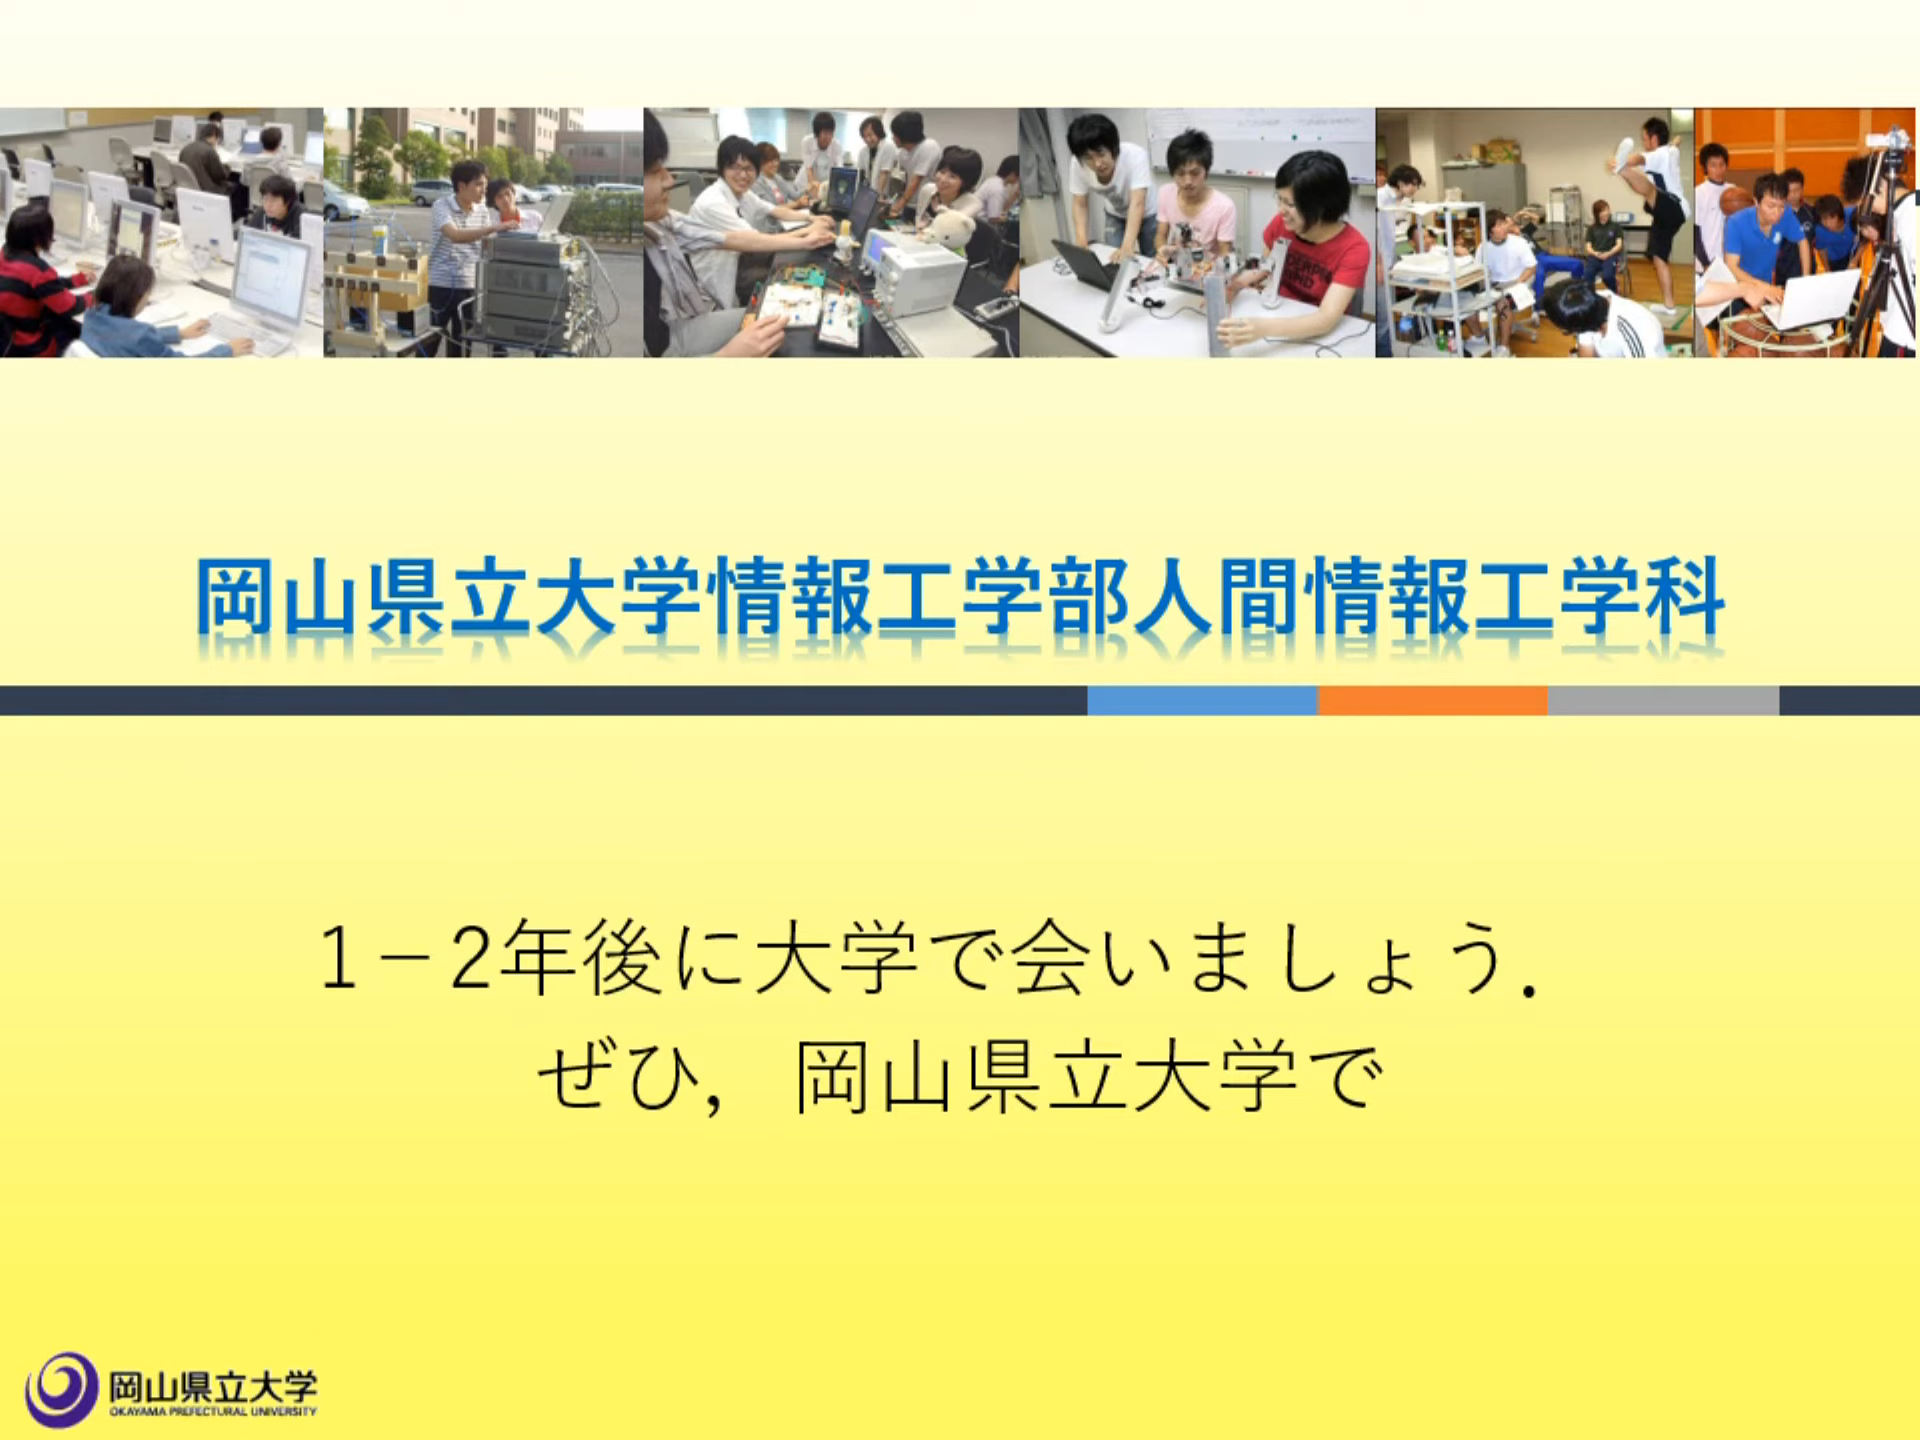 岡山県立大学情報工学部人間情報工学科
1－2年後に大学で会いましょう．
ぜひ，岡山県立大学で
岡山県立大学
OKAYAMA PREFECTURAL UNIVERSITY